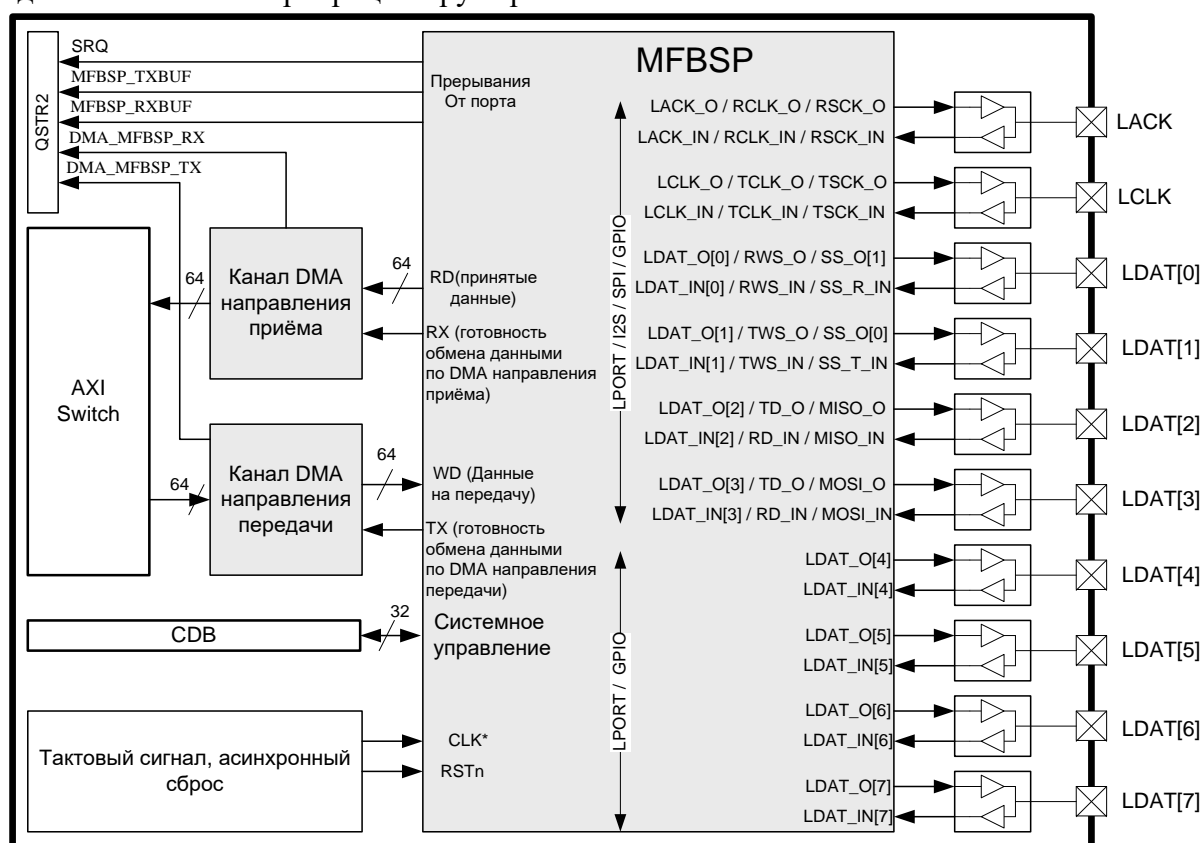 SRQ
MFBSP_TXBUF
MFBSP_RXBUF
DMA_MFBSP_RX
DMA_MFBSP_TX
QSTR2
Прерывания
От порта
MFBSP
AXI
Switch
64
Канал DMA
направления
приёма
64
RD(принятые
данные)
RX (готовность
обмена данными
по DMA направления
приёма)
64
Канал DMA
направления
передачи
64
WD (Данные
на передачу)
TX (готовность
обмена данными
по DMA направления
передачи)
CDB
32
Системное
управление
Тактовый сигнал, асинхронный
сброс
CLK*
RSTn
LPORT / I2S / SPI / GPIO
LPORT / GPIO
LACK_O / RCLK_O / RSCK_O
LACK_IN / RCLK_IN / RSCK_IN
LACK
LCLK_O / TCLK_O / TSCK_O
LCLK_IN / TCLK_IN / TSCK_IN
LCLK
LDAT_O[0] / RWS_O / SS_O[1]
LDAT_IN[0] / RWS_IN / SS_R_IN
LDAT[0]
LDAT_O[1] / TWS_O / SS_O[0]
LDAT_IN[1] / TWS_IN / SS_T_IN
LDAT[1]
LDAT_O[2] / TD_O / MISO_O
LDAT_IN[2] / RD_IN / MISO_IN
LDAT[2]
LDAT_O[3] / TD_O / MOSI_O
LDAT_IN[3] / RD_IN / MOSI_IN
LDAT[3]
LDAT_O[4]
LDAT_IN[4]
LDAT[4]
LDAT_O[5]
LDAT_IN[5]
LDAT[5]
LDAT_O[6]
LDAT_IN[6]
LDAT[6]
LDAT_O[7]
LDAT_IN[7]
LDAT[7]